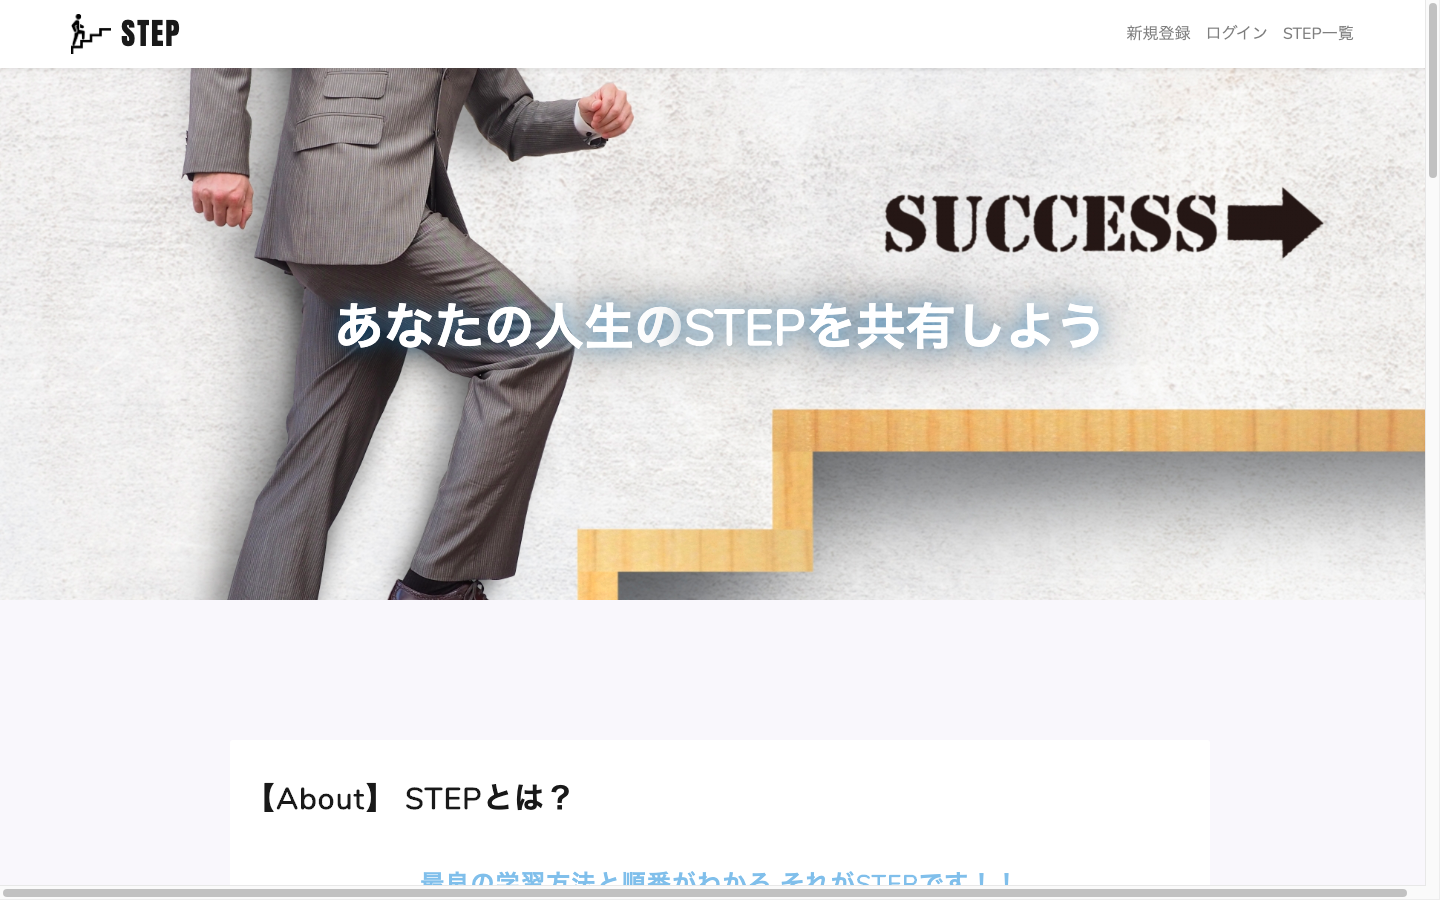 STEP
新規登録 ログイン STEP一覧
SUCCESS
あなたの人生のSTEPを共有しよう
【About】 STEPとは？
最良の学習方法と順番がわかる それがSTEPです！！